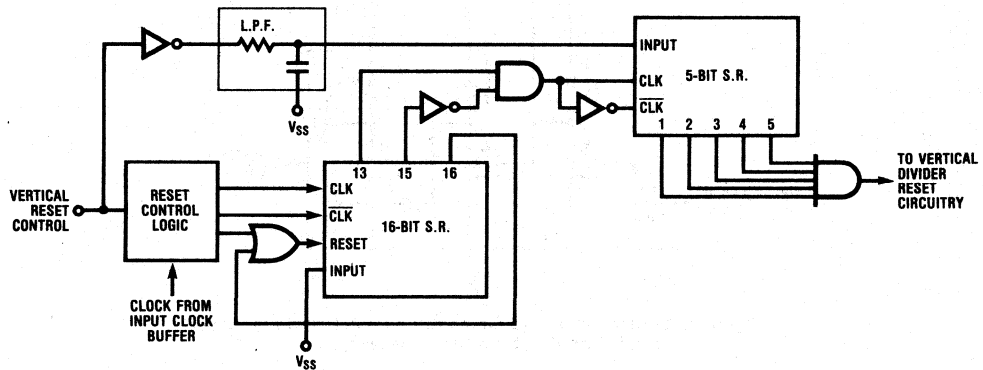 L.P.F.
VSS
INPUT
CLK
CLK
5-BIT S.R.
1 2 3 4 5
TO VERTICAL
DIVIDER
RESET
CIRCUITRY
13 15 16
VERTICAL
RESET
CONTROL
RESET
CONTROL
LOGIC
CLK
CLK
RESET
INPUT
16-BIT S.R.
CLOCK FROM
INPUT CLOCK
BUFFER
VSS